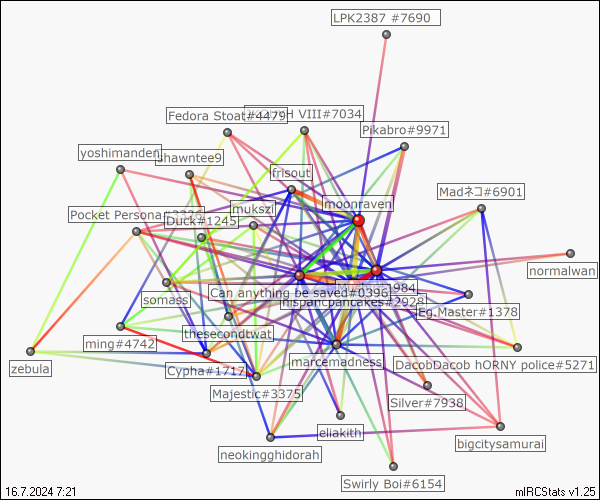 LPK2387 #7690
Fedora Stoat#4479
VIII#7034
Pikabro#9971
yoshimanden
shawntee9
frisout
Madネコ#6901
moonraven
mukszi
Pocket Persona
Duck#1245
normalwan
somass
Can anything be saved#0396
hispanicpancakes#2928
Eg.Master#1378
thesecondtwat
ming#4742
marcemadness
zebula
Cypha#1717
DacobDacob hORNY police#5271
Majestic#3375
Silver#7938
eliakith
bigcitysamurai
neokingghidorah
Swirly Boi#6154
16.7.2024 7:21
mIRCStats v1.25